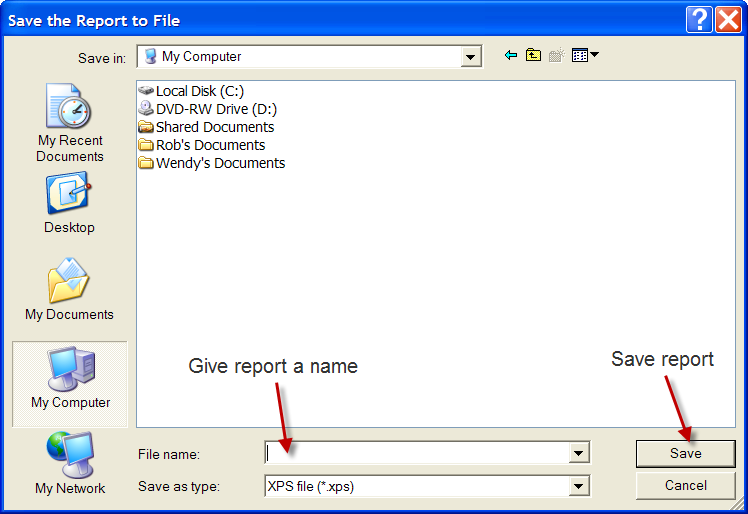 Save the Report to File
Save in:
My Computer
Local Disk (C:)
DVD-RW Drive (D:)
Shared Documents
Rob's Documents
Wendy's Documents
My Recent
Documents
Desktop
My Documents
My Computer
My Network
Give report a name
Save report
File name:
Save
Save as type:
XPS file (*.xps)
Cancel